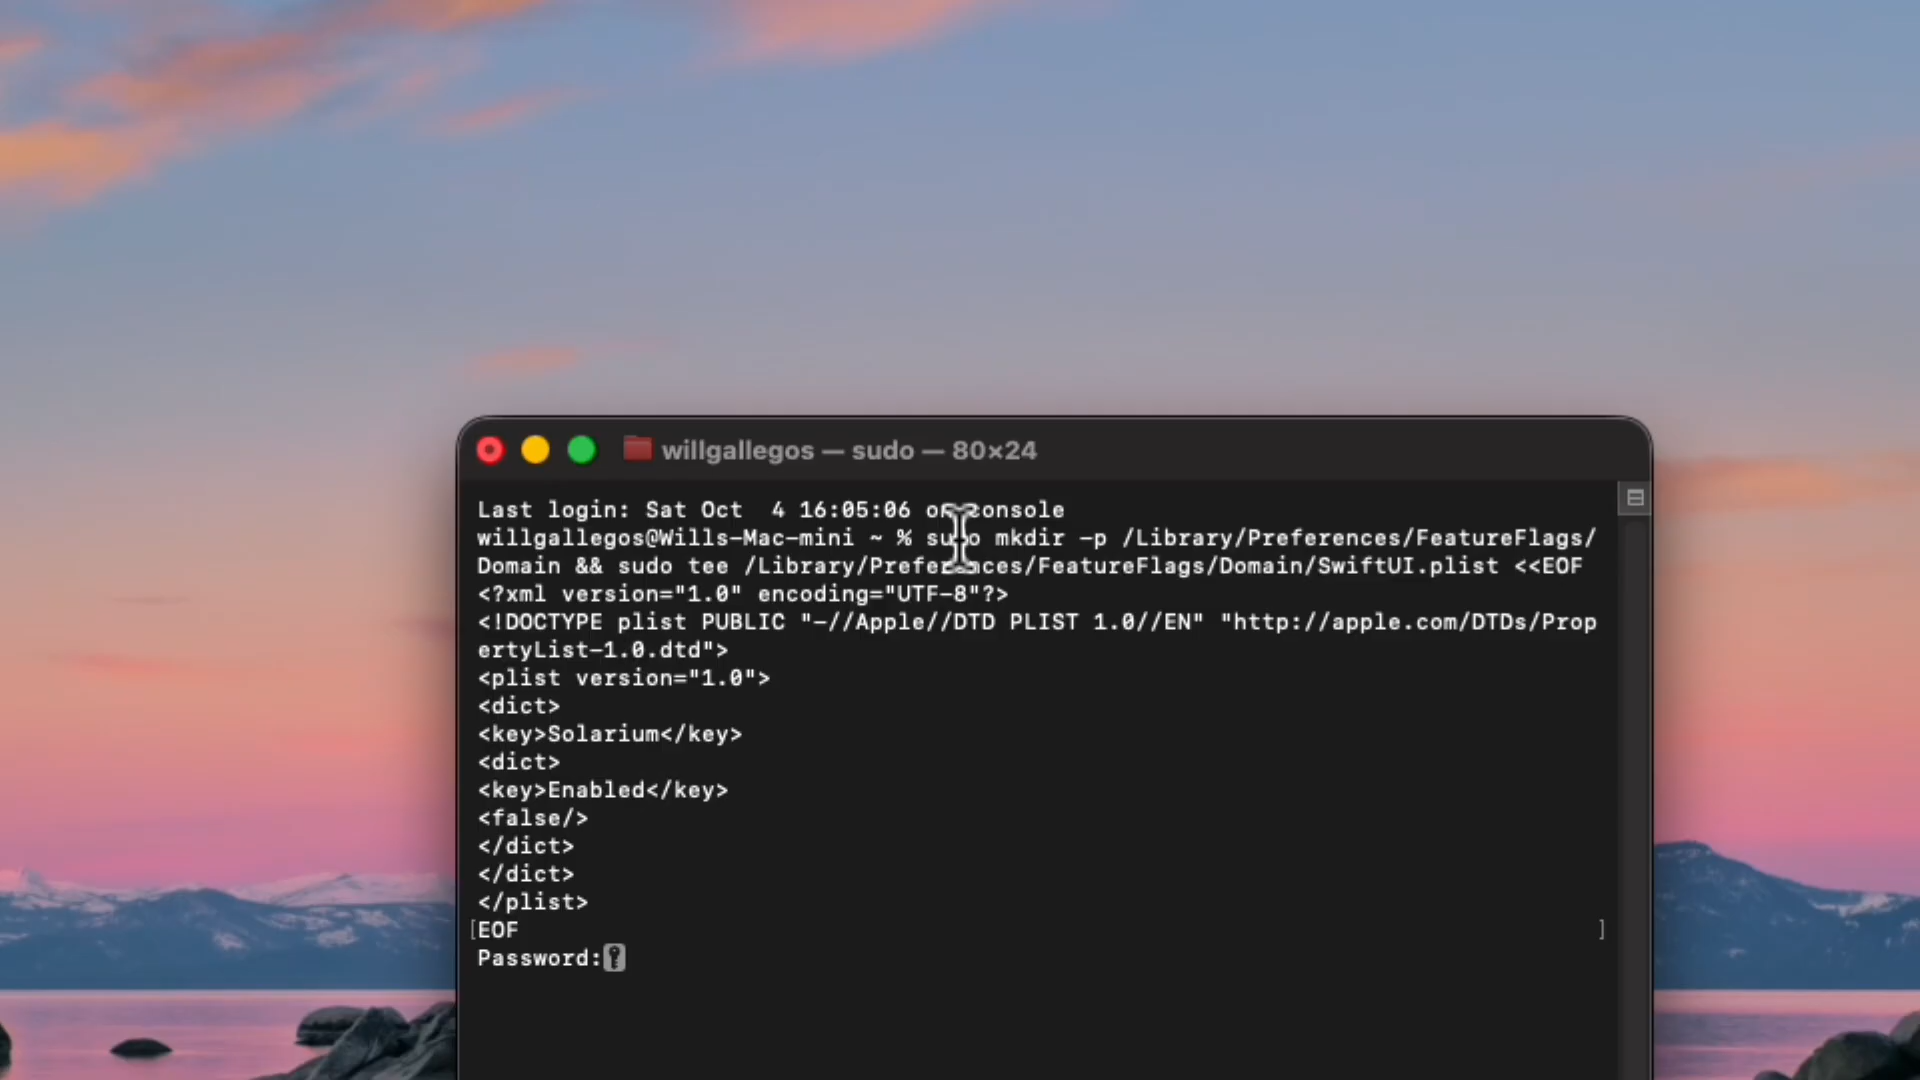 willgallegos — sudo — 80×24
Last login: Sat Oct  4 16:05:06 on console
willgallegos@Wills-Mac-mini ~ % sudo mkdir -p /Library/Preferences/FeatureFlags/
Domain && sudo tee /Library/Preferences/FeatureFlags/Domain/SwiftUI.plist <<EOF
<?xml version="1.0" encoding="UTF-8"?>
<!DOCTYPE plist PUBLIC "-//Apple//DTD PLIST 1.0//EN" "http://apple.com/DTDs/Prop
ertyList-1.0.dtd">
<plist version="1.0">
<dict>
<key>Solarium</key>
<dict>
<key>Enabled</key>
<false/>
</dict>
</dict>
</plist>
[EOF ]
Password: